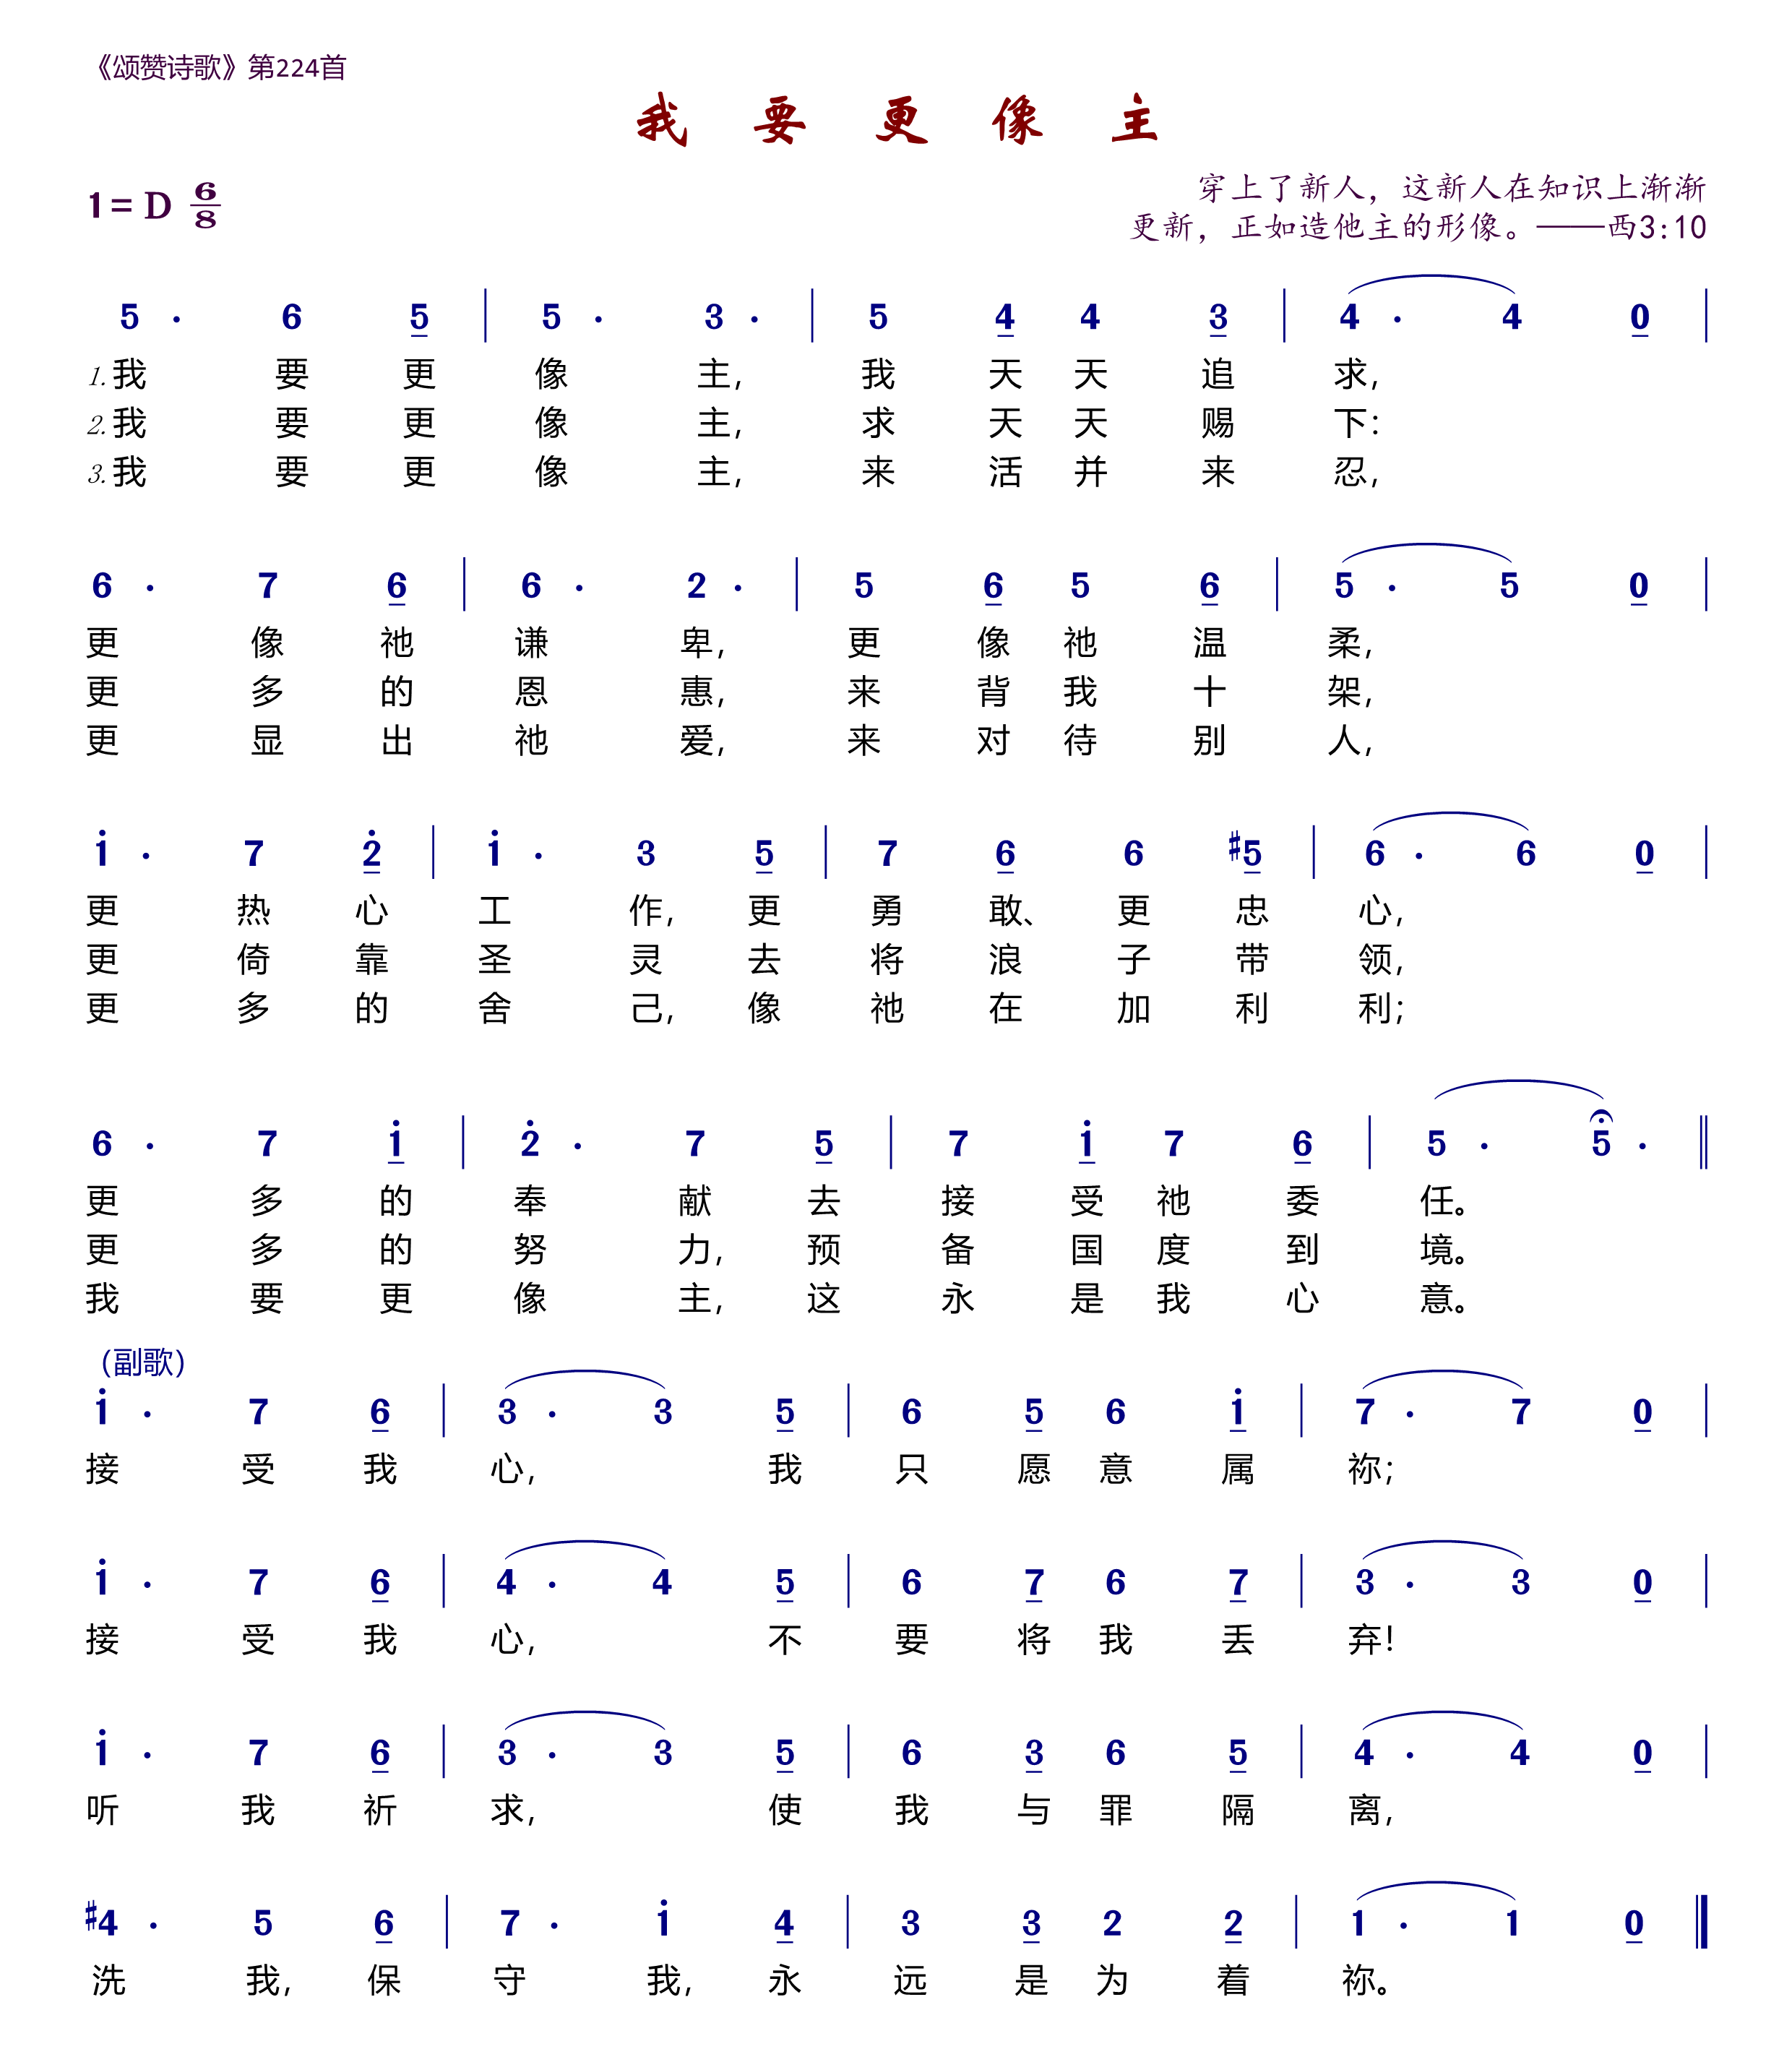 《颂赞诗歌》第224首
我 要 更 像 主
1= D 6/8
穿上了新人，这新人在知识上渐渐
更新，正如造他主的形像。——西3:10
5 · 6 5 | 5 · 3 · | 5 4 4 3 | 4 · 4 0 |
1.我 要 更 像 主， 我 天 天 追 求，
2.我 要 更 像 主， 求 天 天 赐 下：
3.我 要 更 像 主， 来 活 并 来 忍，
6 · 7 6 | 6 · 2 · | 5 6 5 6 | 5 · 5 0 |
更 像 祂 谦 卑， 更 像 祂 温 柔，
更 多 的 恩 惠， 来 背 我 十 架，
更 显 出 祂 爱， 来 对 待 别 人，
i · 7 2̇ | i · 3 5 | 7 6 6 #5 | 6 · 6 0 |
更 热 心 工 作， 更 勇 敢、 更 忠 心，
更 倚 靠 圣 灵 去 将 浪 子 带 领，
更 多 的 舍 己， 像 祂 在 加 利 利；
6 · 7 i | 2̇ · 7 5 | 7 i 7 6 | 5 · 5 · ‖
更 多 的 奉 献 去 接 受 祂 委 任。
更 多 的 努 力， 预 备 国 度 到 境。
我 要 更 像 主， 这 永 是 我 心 意。
（副歌）
i · 7 6 | 3 · 3 5 | 6 5 6 i | 7 · 7 0 |
接 受 我 心， 我 只 愿 意 属 祢；
i · 7 6 | 4 · 4 5 | 6 7 6 7 | 3 · 3 0 |
接 受 我 心， 不 要 将 我 丢 弃！
i · 7 6 | 3 · 3 5 | 6 3 6 5 | 4 · 4 0 |
听 我 祈 求， 使 我 与 罪 隔 离，
#4 · 5 6 | 7 · i 4 | 3 3 2 2 | 1 · 1 0 ‖
洗 我， 保 守 我， 永 远 是 为 着 祢。